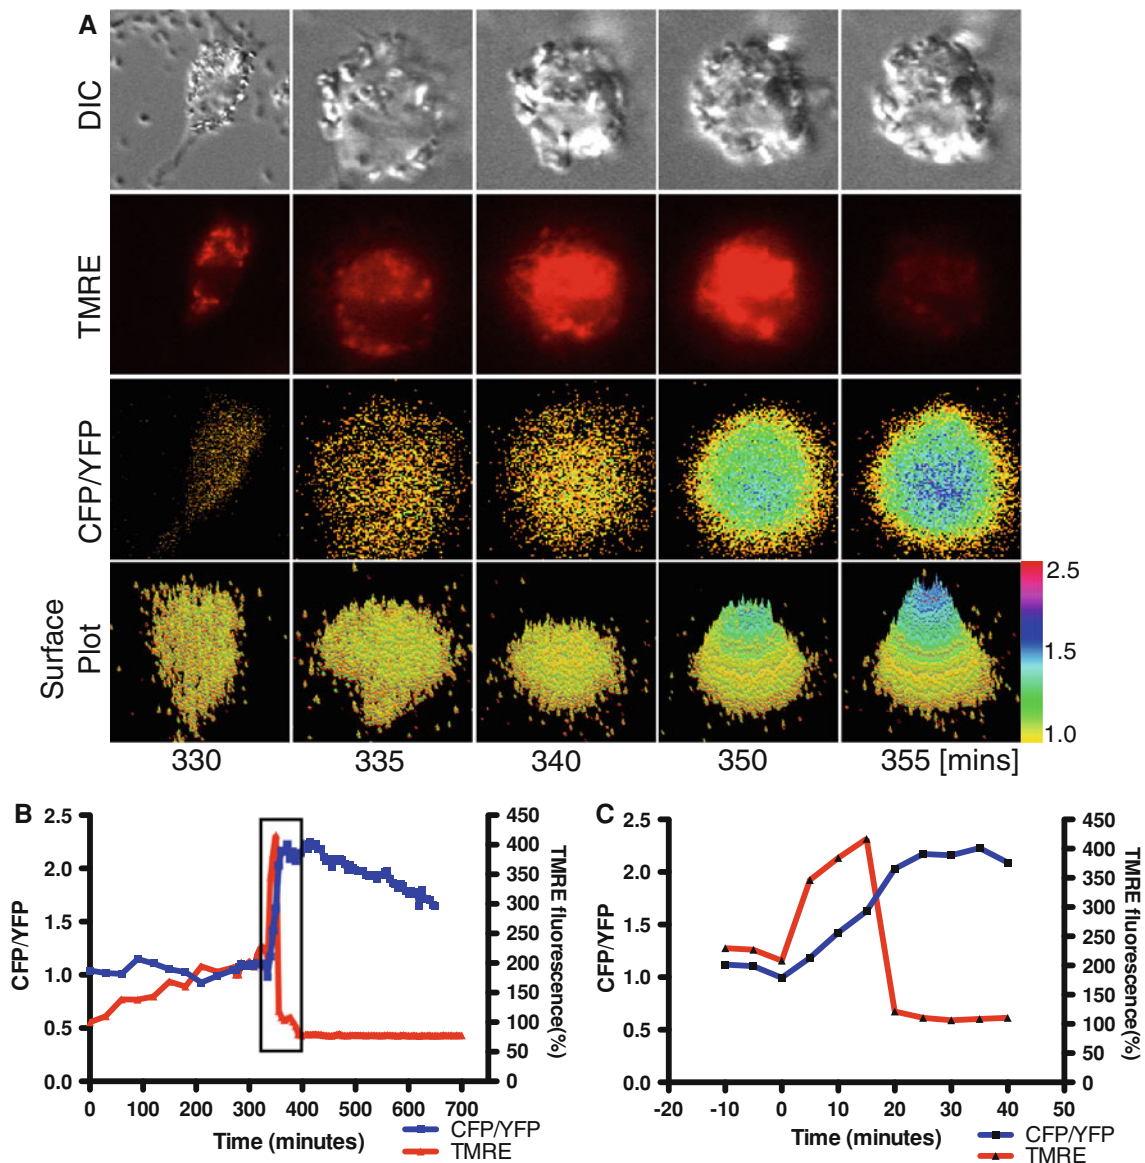 A
DIC
TMRE
CFP/YFP
Surface
Plot
2.5
1.5
1.0
330
335
340
350
355 [mins]
B
2.5
2.0
1.5
1.0
0.5
0.0
CFP/YFP
450
400
350
300
250
200
150
100
50
0
TMRE fluorescence(%)
0
100
200
300
400
500
600
700
Time (minutes)
CFP/YFP
TMRE
C
2.5
2.0
1.5
1.0
0.5
0.0
CFP/YFP
450
400
350
300
250
200
150
100
50
0
TMRE fluorescence(%)
-20
-10
0
10
20
30
40
50
Time (minutes)
CFP/YFP
TMRE